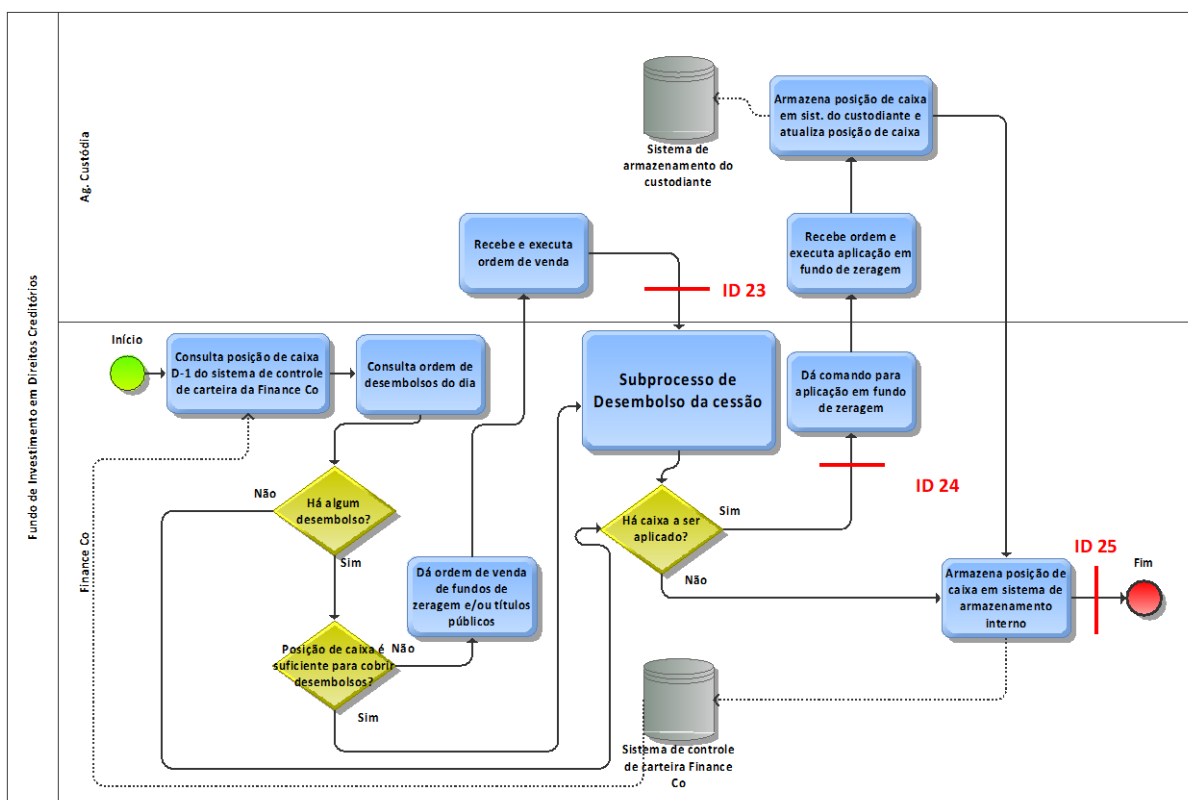 Fundo de Investimento em Direitos Creditórios
Ag. Custódia
Sistema de
armazenamento do
custodiante
Armazena posição de caixa
em sist. do custodiante e
atualiza posição de caixa
Recebe e executa
ordem de venda
Recebe ordem e
executa aplicação em
fundo de zeragem
ID 23
Finance Co
Início
Consulta posição de caixa
D-1 do sistema de controle
de carteira da Finance Co
Consulta ordem de
desembolsos do dia
Subprocesso de
Desembolso da cessão
Dá comando para
aplicação em fundo
de zeragem
ID 24
Não
Há algum
desembolso?
Sim
Há caixa a ser
aplicado?
Sim
Não
Dá ordem de venda
de fundos de
zeragem e/ou títulos
públicos
Posição de caixa é
suficiente para cobrir
desembolsos?
Não
Sim
Armazena posição de
caixa em sistema de
armazenamento
interno
ID 25
Fim
Sistema de controle
de carteira Finance
Co